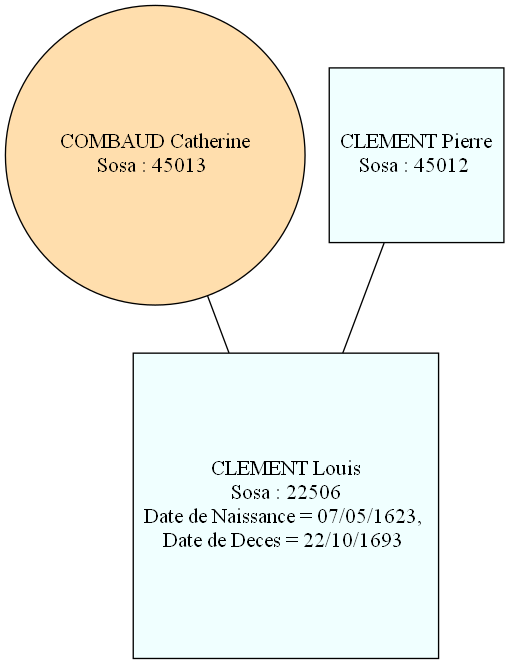 COMBAUD Catherine
Sosa : 45013
CLEMENT Pierre
Sosa : 45012
CLEMENT Louis
Sosa : 22506
Date de Naissance = 07/05/1623,
Date de Deces = 22/10/1693